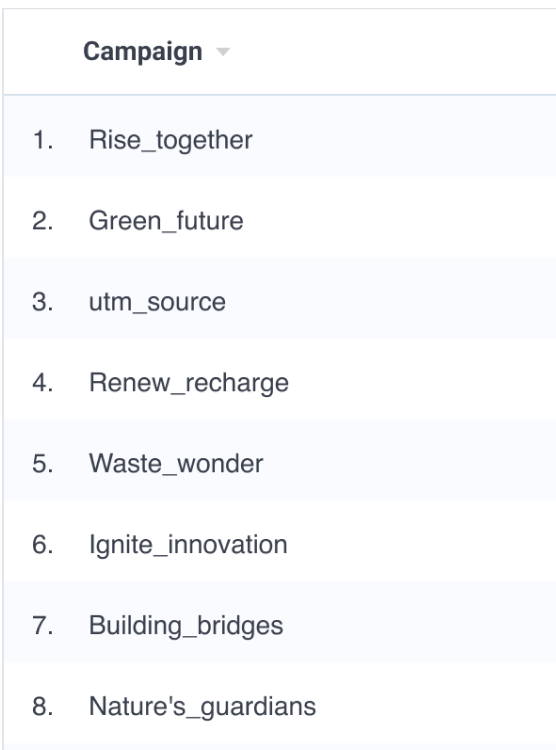 Campaign
1. Rise_together
2. Green_future
3. utm_source
4. Renew_recharge
5. Waste_wonder
6. Ignite_innovation
7. Building_bridges
8. Nature's_guardians